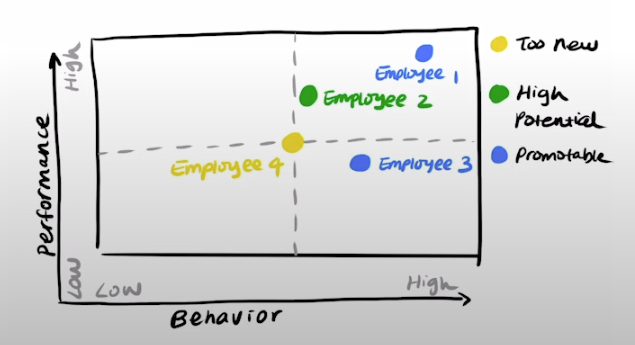 High
Performance
Low
Low
High
Behavior
Employee 1
Employee 2
Employee 3
Employee 4
Too new
High
Potential
Promotable